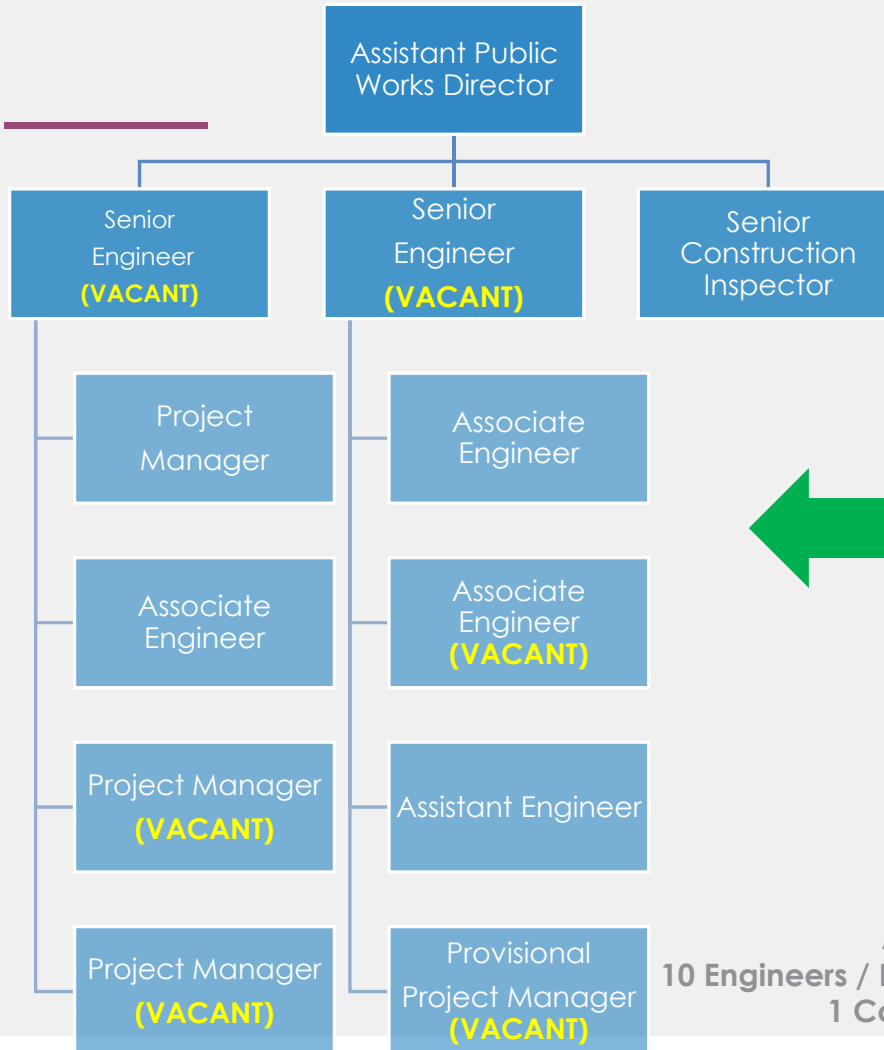 Assistant Public
Works Director
Senior
Engineer
(VACANT)
Senior
Engineer
(VACANT)
Senior
Construction
Inspector
Project
Manager
Associate
Engineer
Project Manager
(VACANT)
Project Manager
(VACANT)
Associate
Engineer
Associate
Engineer
(VACANT)
Assistant Engineer
Provisional
Project Manager
(VACANT)
10 Engineers /
1